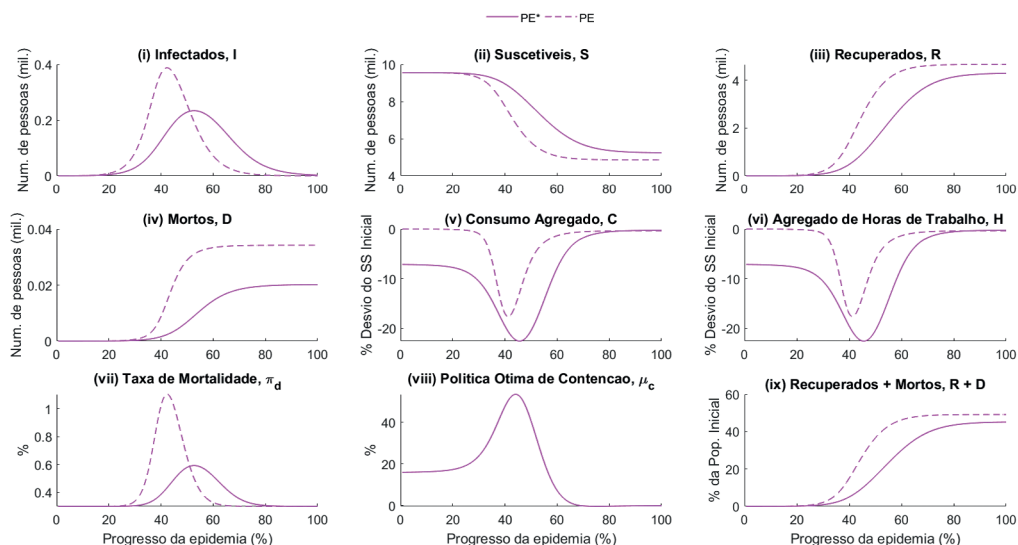 PE* PE
(i) Infectados, I
Num. de pessoas (mil.)
0.4
0.2
0
0 20 40 60 80 100
(ii) Suscetiveis, S
Num. de pessoas (mil.)
10
8
6
4
0 20 40 60 80 100
(iii) Recuperados, R
Num. de pessoas (mil.)
4
2
0
0 20 40 60 80 100
(iv) Mortos, D
Num. de pessoas (mil.)
0.04
0.02
0
0 20 40 60 80 100
(v) Consumo Agregado, C
% Desvio do SS Inicial
0
-10
-20
0 20 40 60 80 100
(vi) Agregado de Horas de Trabalho, H
% Desvio do SS Inicial
0
-10
-20
0 20 40 60 80 100
(vii) Taxa de Mortalidade, π_d
%
1
0.8
0.6
0.4
0 20 40 60 80 100
Progresso da epidemia (%)
(viii) Politica Otima de Contencao, μ_c
%
40
20
0
0 20 40 60 80 100
Progresso da epidemia (%)
(ix) Recuperados + Mortos, R + D
% da Pop. Inicial
60
40
20
0
0 20 40 60 80 100
Progresso da epidemia (%)